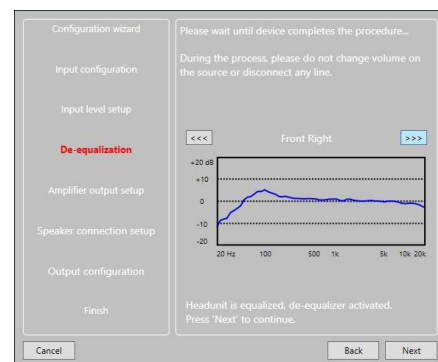 Configuration wizard
Input configuration
Input level setup
De-equalization
Amplifier output setup
Speaker connection setup
Output configuration
Finish
Please wait until device completes the procedure...
During the process, please do not change volume on
the source or disconnect any line.
<<< Front Right >>>
+20 dB
+10
0
-10
-20
20 Hz 100 500 1k 5k 10k 20k
Headunit is equalized, de-equalizer activated.
Press 'Next' to continue.
Cancel Back Next